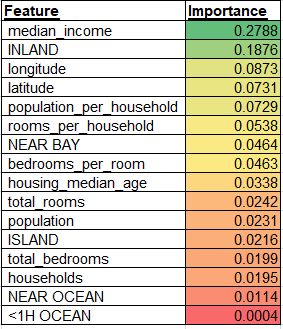 Feature Importance
median_income 0.2788
INLAND 0.1876
longitude 0.0873
latitude 0.0731
population_per_household 0.0729
rooms_per_household 0.0538
NEAR BAY 0.0464
bedrooms_per_room 0.0463
housing_median_age 0.0338
total_rooms 0.0242
population 0.0231
ISLAND 0.0216
total_bedrooms 0.0199
households 0.0195
NEAR OCEAN 0.0114
<1H OCEAN 0.0004